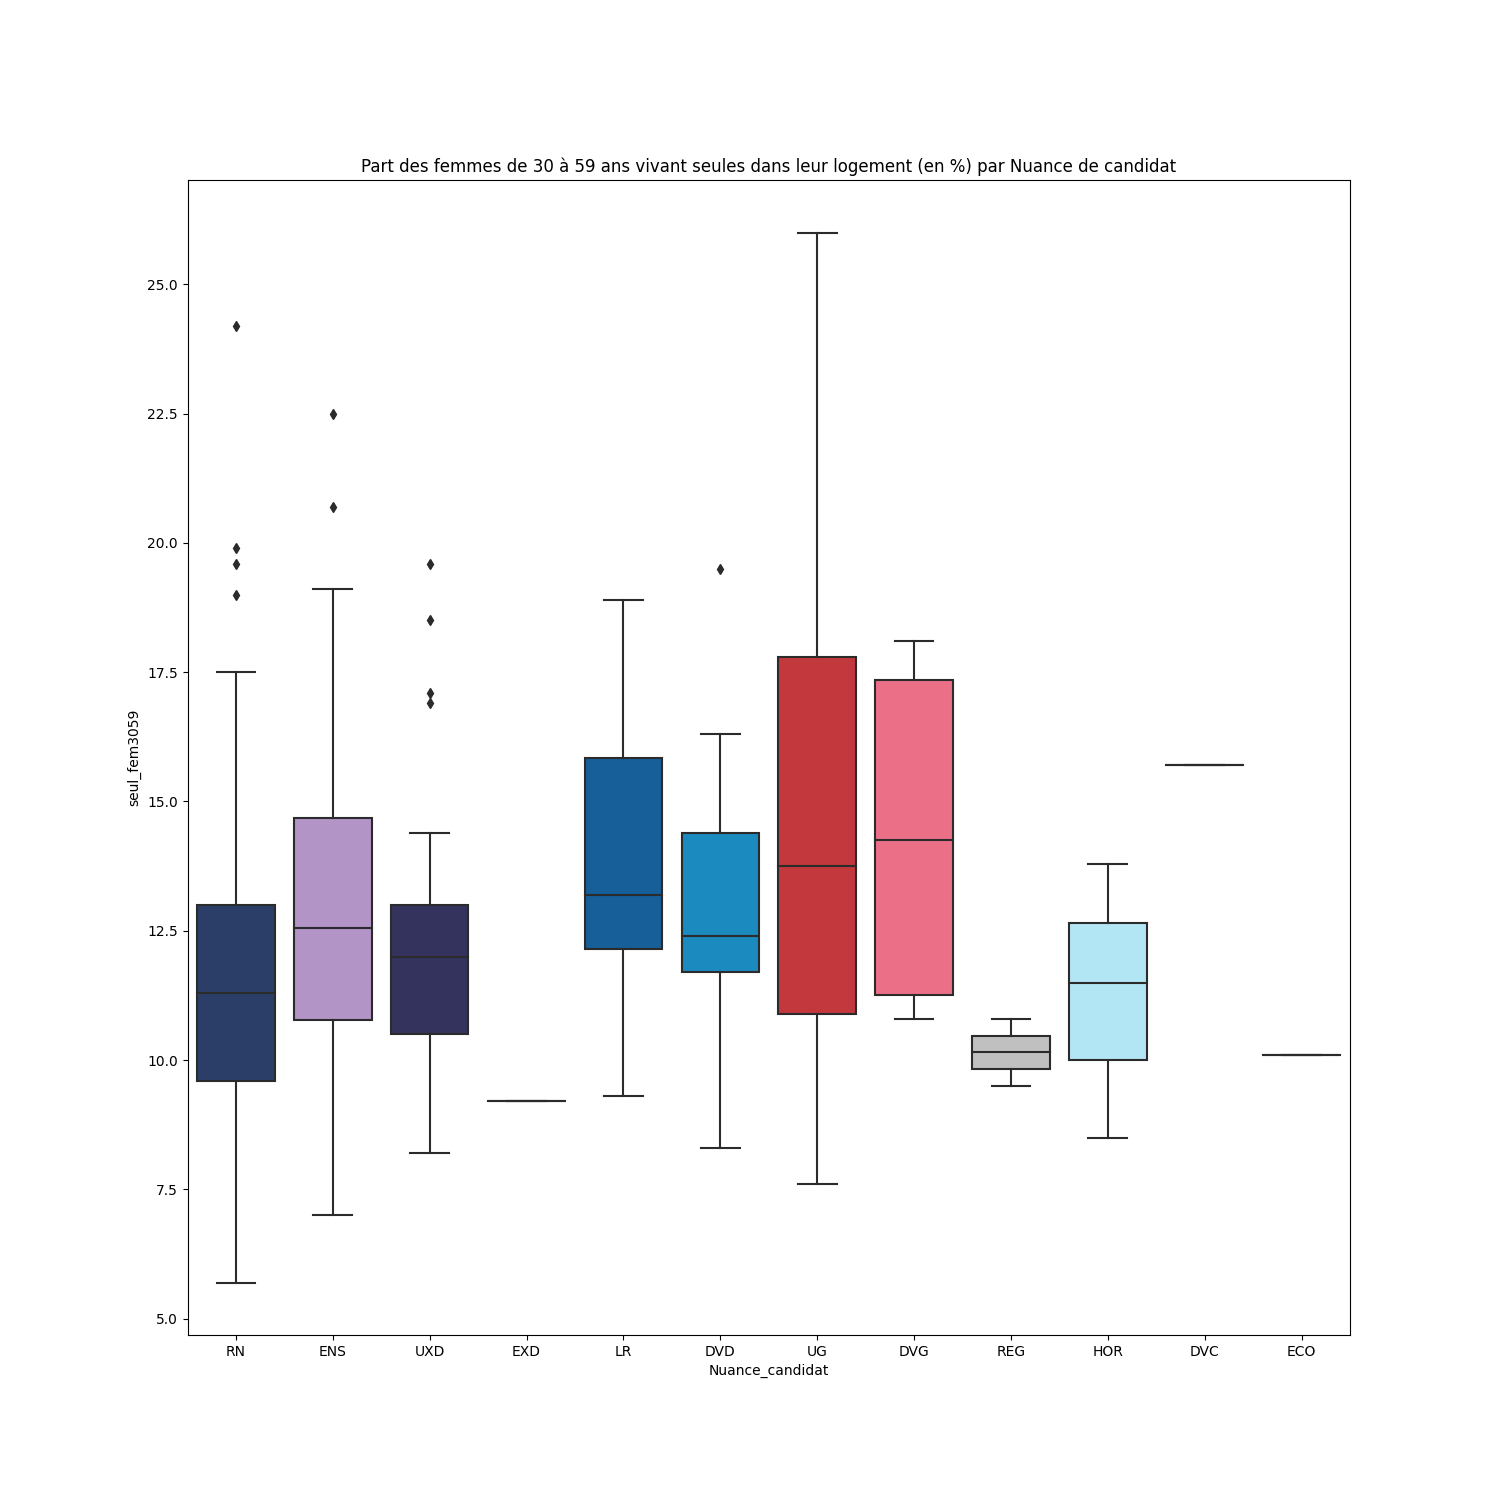 Part des femmes de 30 à 59 ans vivant seules dans leur logement (en %) par Nuance de candidat
25.0
22.5
20.0
17.5
15.0
12.5
10.0
7.5
5.0
seul_fem3059
RN ENS UXD EXD LR DVD UG DVG REG HOR DVC ECO
Nuance_candidat